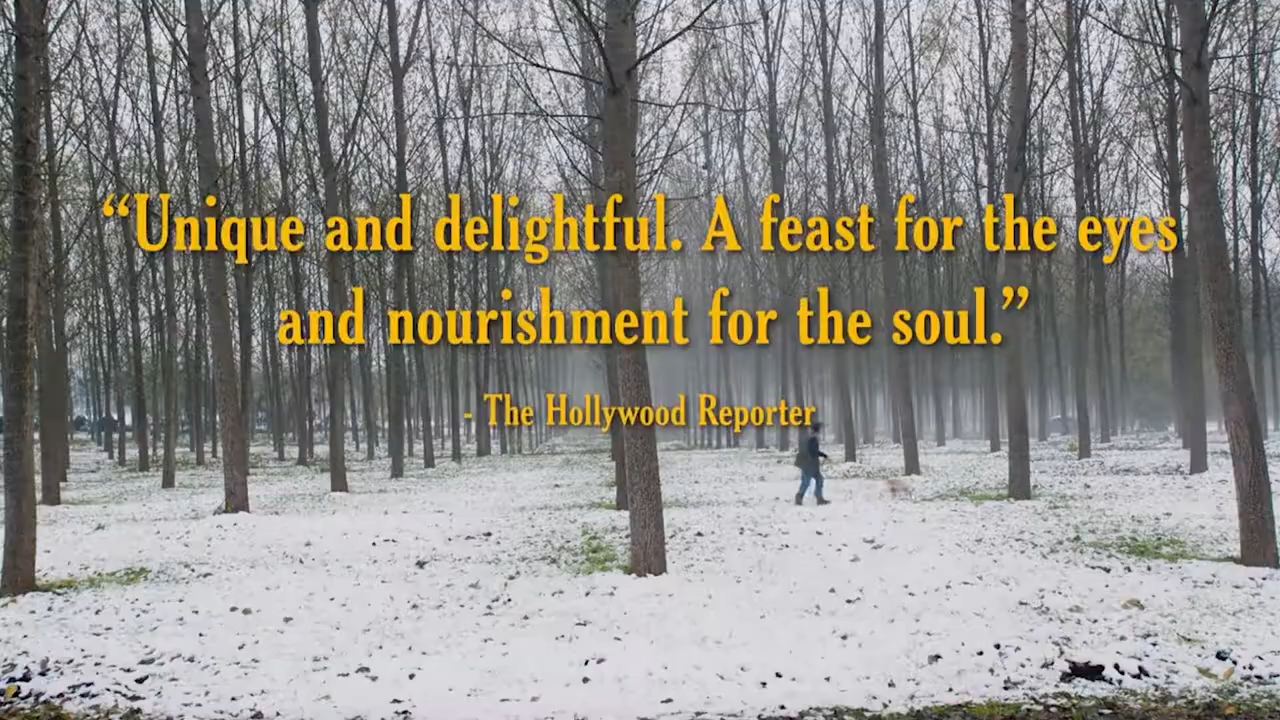 “Unique and delightful. A feast for the eyes
and nourishment for the soul.”
- The Hollywood Reporter